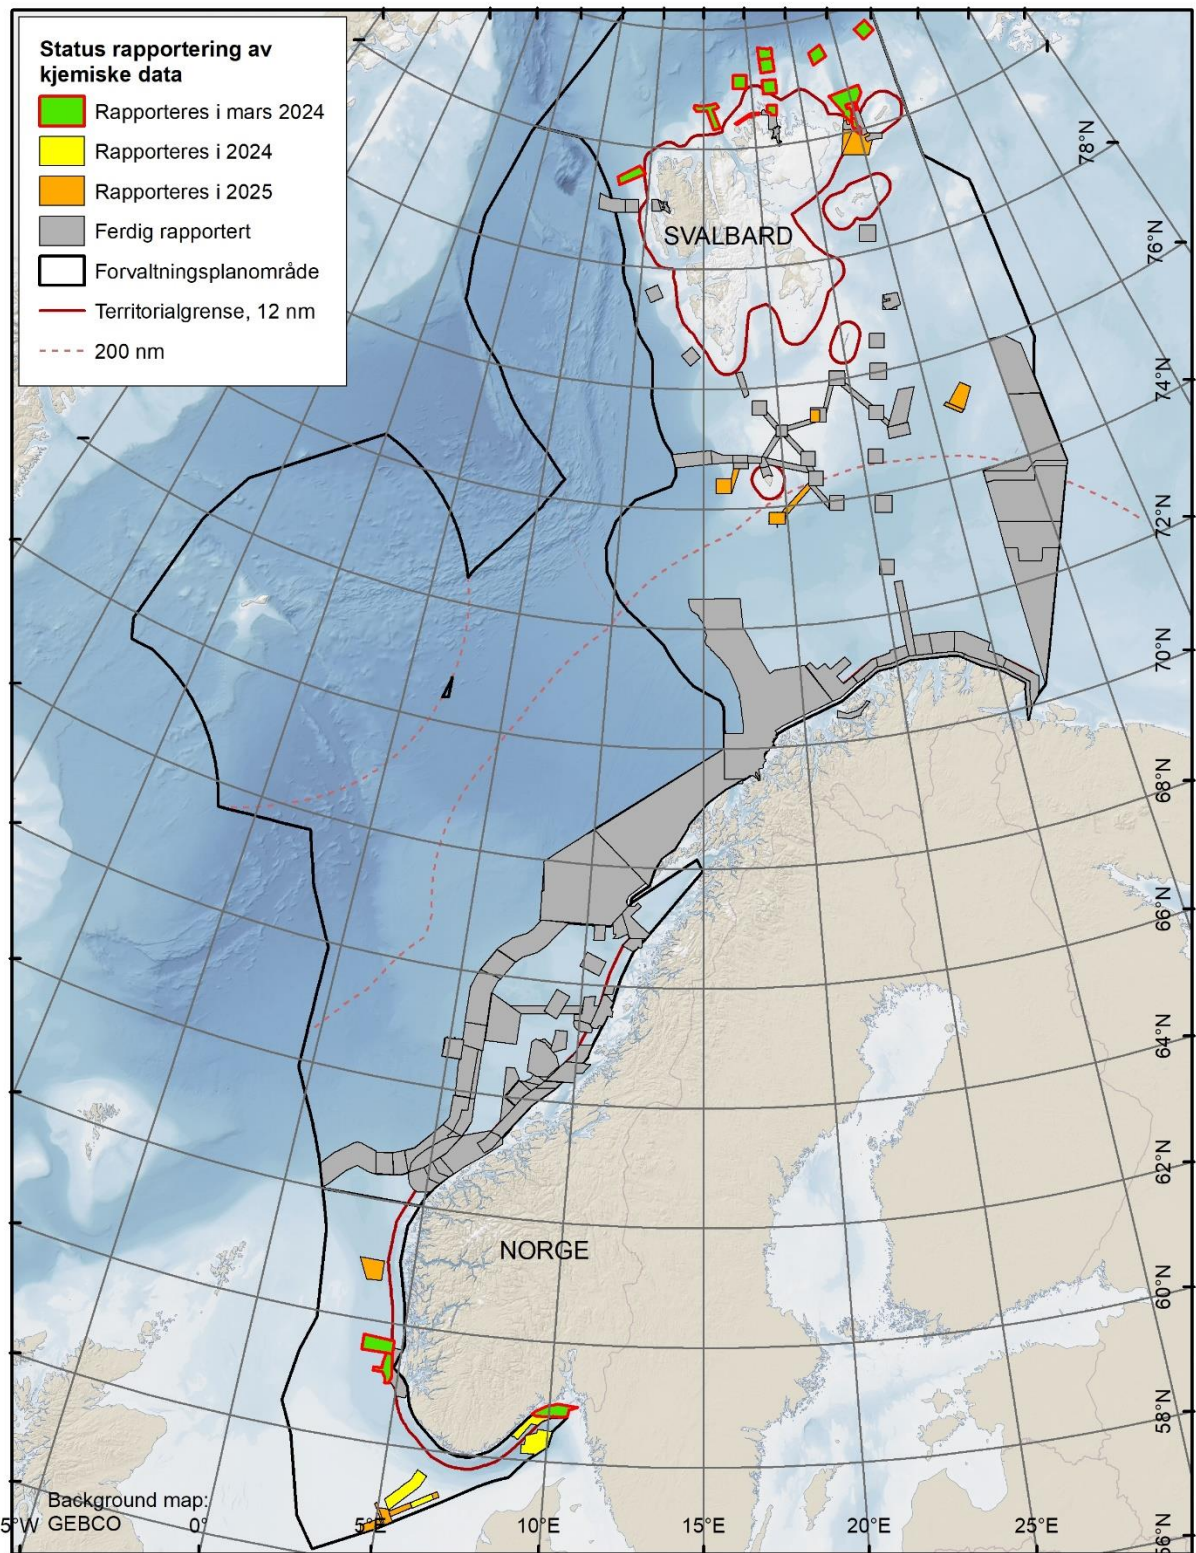 Status rapportering av
kjemiske data
Rapporteres i mars 2024
Rapporteres i 2024
Rapporteres i 2025
Ferdig rapportert
Forvaltningsplanområde
Territorialgrense, 12 nm
200 nm
78°N
76°N
SVALBARD
74°N
72°N
70°N
68°N
66°N
64°N
62°N
NORGE
60°N
58°N
Background map:
GEBCO
5°W 0° 5°E 10°E 15°E 20°E 25°E 56°N